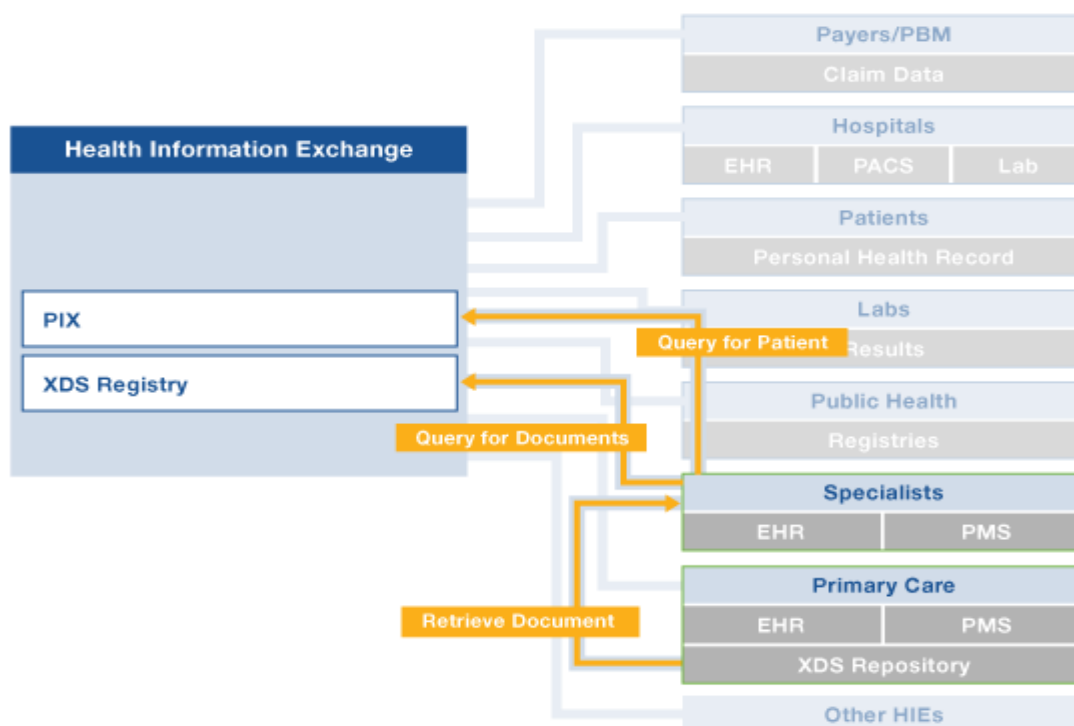 Payers/PBM
Claim Data
Health Information Exchange
Hospitals
EHR PACS Lab
Patients
Personal Health Record
PIX
Labs
Query for Patient
Results
XDS Registry
Public Health
Query for Documents
Registries
Specialists
EHR PMS
Primary Care
Retrieve Document
EHR PMS
XDS Repository
Other HIEs